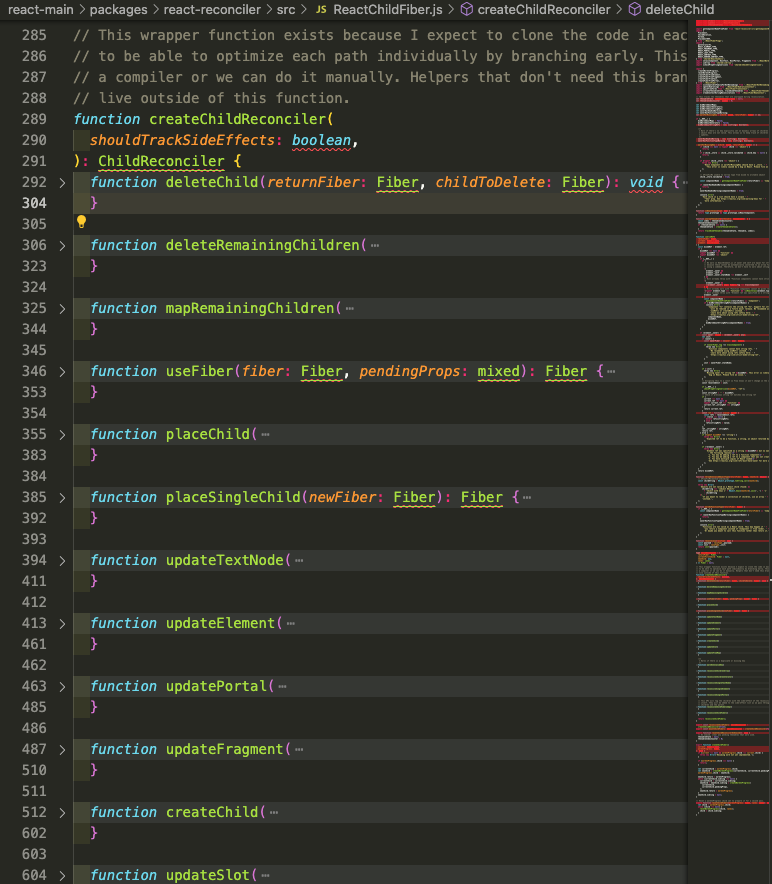 react-main > packages > react-reconciler > src > JS ReactChildFiber.js > createChildReconciler > deleteChild
285 // This wrapper function exists because I expect to clone the code in eac
286 // to be able to optimize each path individilly by branching early. This
287 // a compiler or we can do it manually. Helpers that don't need this bran
288 // live outside of this function.
289 function createChildReconciler(
290 shouldTrackSideEffects: boolean,
291 ): ChildReconciler {
292 > function deleteChild(returnFiber: Fiber, childToDelete: Fiber): void {⋯
304 }
305
306 > function deleteRemainingChildren(⋯
323 }
324
325 > function mapRemainingChildren(⋯
344 }
345
346 > function useFiber(fiber: Fiber, pendingProps: mixed): Fiber {⋯
353 }
354
355 > function placeChild(⋯
383 }
384
385 > function placeSingleChild(newFiber: Fiber): Fiber {⋯
392 }
393
394 > function updateTextNode(⋯
411 }
412
413 > function updateElement(⋯
461 }
462
463 > function updatePortal(⋯
485 }
486
487 > function updateFragment(⋯
510 }
511
512 > function createChild(⋯
602 }
603
604 > function updateSlot(⋯